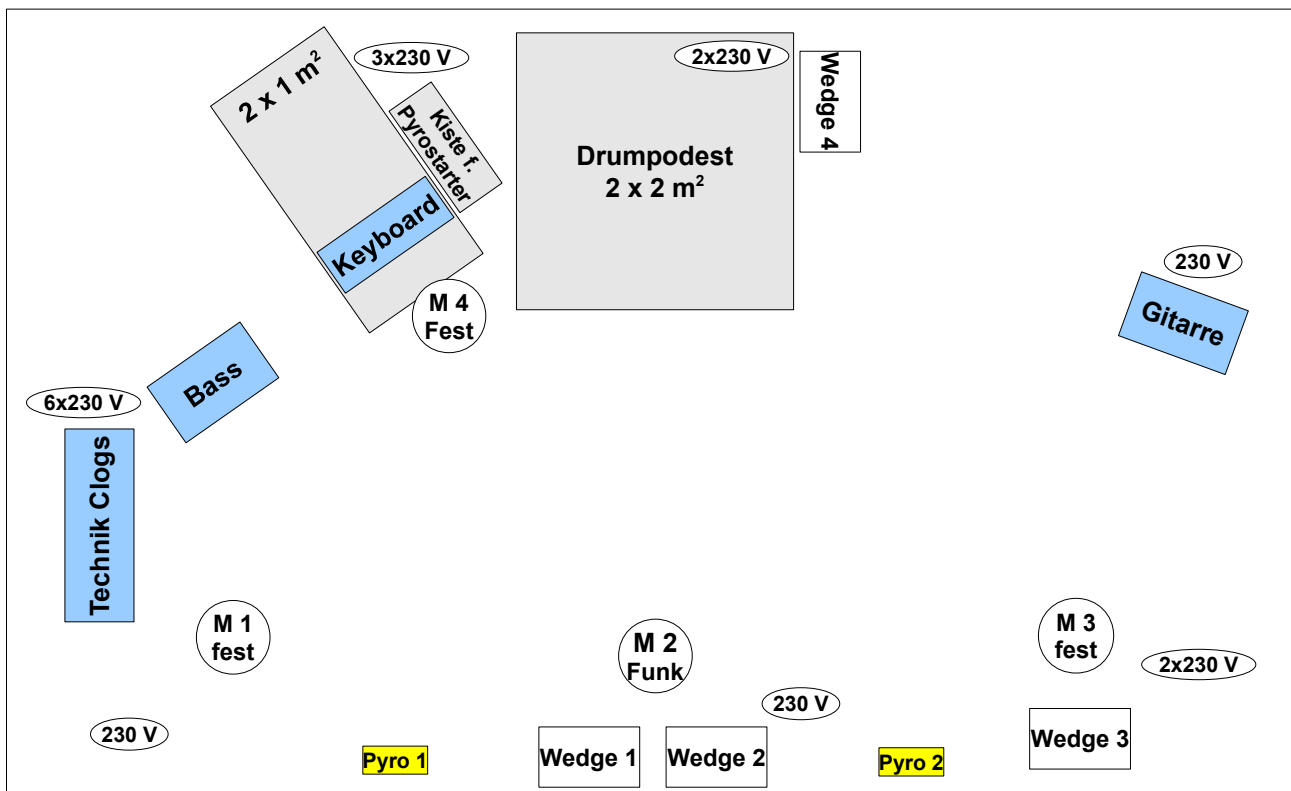 3x230 V
2x230 V
2 x 1 m²
Kiste f.
Pyrostarter
Wedge 4
Drumpodest
2 x 2 m²
Keyboard
230 V
Gitarre
M 4
Fest
Bass
6x230 V
Technik Clogs
M 1
fest
M 2
Funk
M 3
fest
2x230 V
230 V
230 V
Pyro 1
Wedge 1
Wedge 2
Pyro 2
Wedge 3